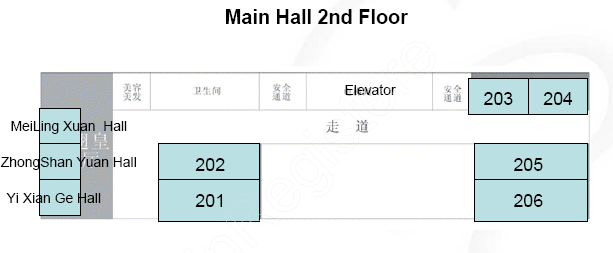 Main Hall 2nd Floor
美容
美发
卫生间
安全
通道
Elevator
安全
通道
203
204
MeiLing Xuan Hall
走 道
皇
ZhongShan Yuan Hall
202
205
Yi Xian Ge Hall
201
206